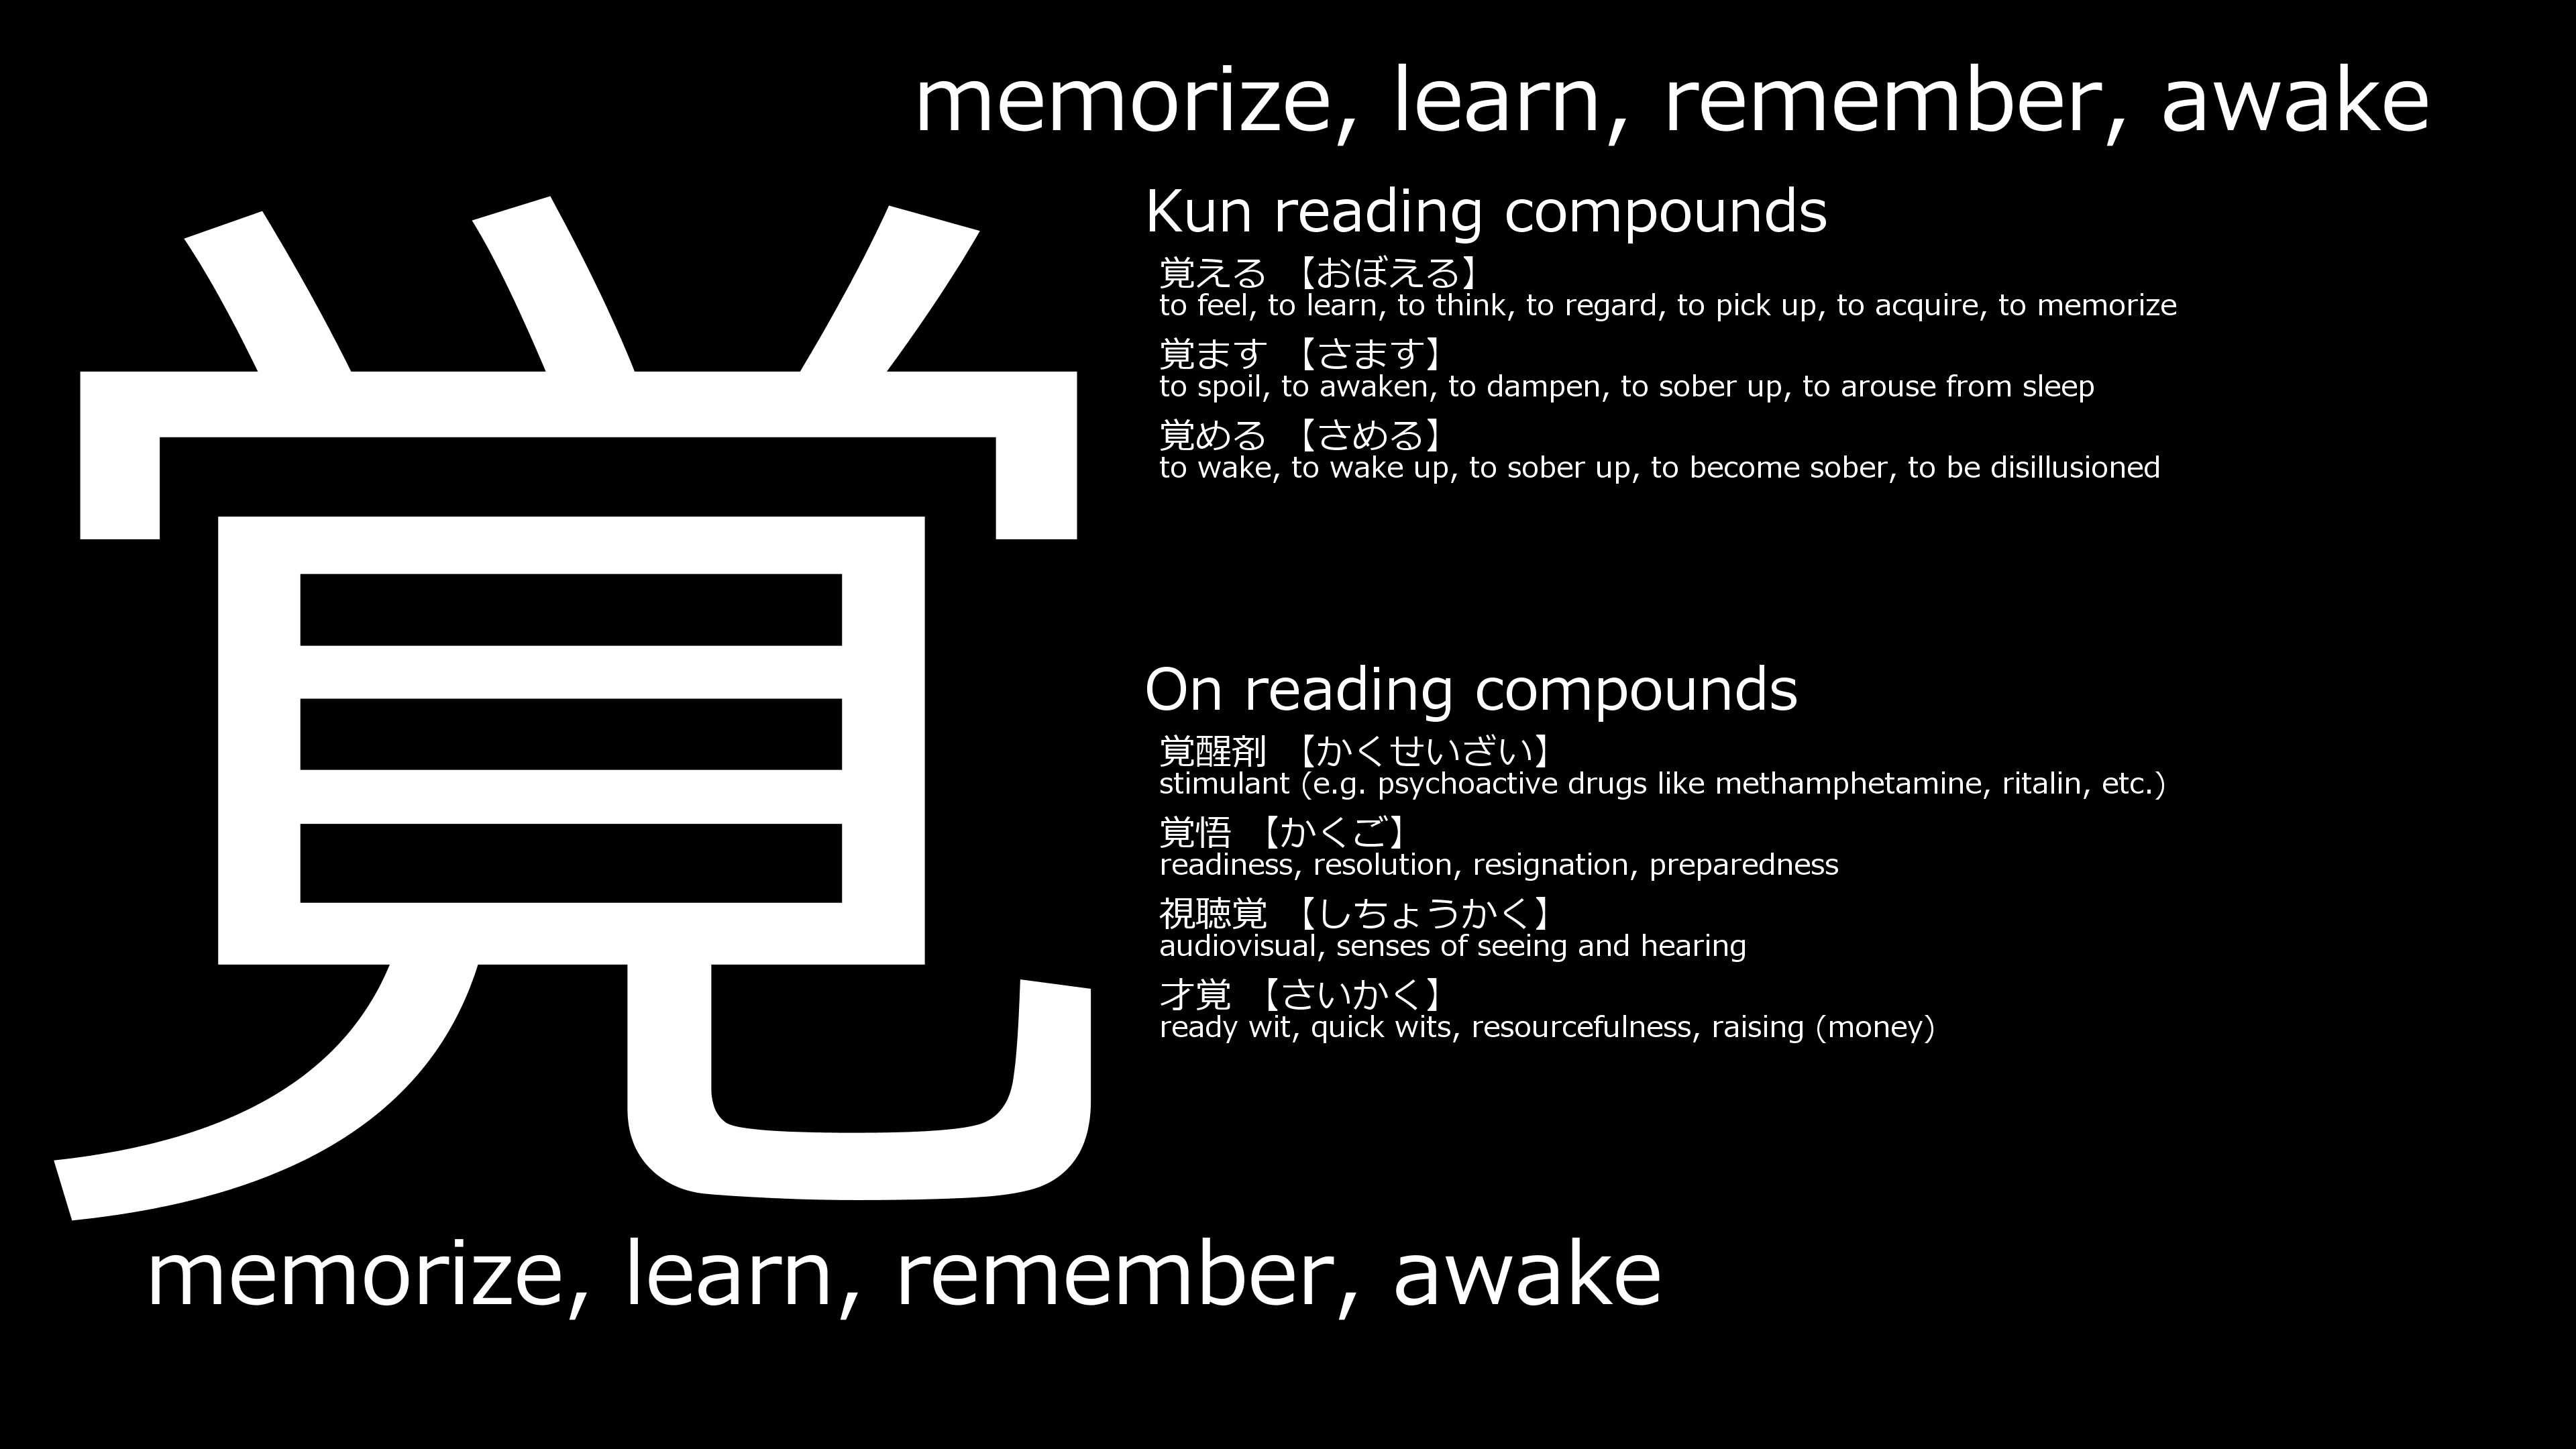 memorize, learn, remember, awake
覚
Kun reading compounds
覚える 【おぼえる】
to feel, to learn, to think, to regard, to pick up, to acquire, to memorize
覚ます 【さます】
to spoil, to awaken, to dampen, to sober up, to arouse from sleep
覚める 【さめる】
to wake, to wake up, to sober up, to become sober, to be disillusioned
On reading compounds
覚醒剤 【かくせいざい】
stimulant (e.g. psychoactive drugs like methamphetamine, ritalin, etc.)
覚悟 【かくご】
readiness, resolution, resignation, preparedness
視聴覚 【しちょうかく】
audiovisual, senses of seeing and hearing
才覚 【さいかく】
ready wit, quick wits, resourcefulness, raising (money)
memorize, learn, remember, awake